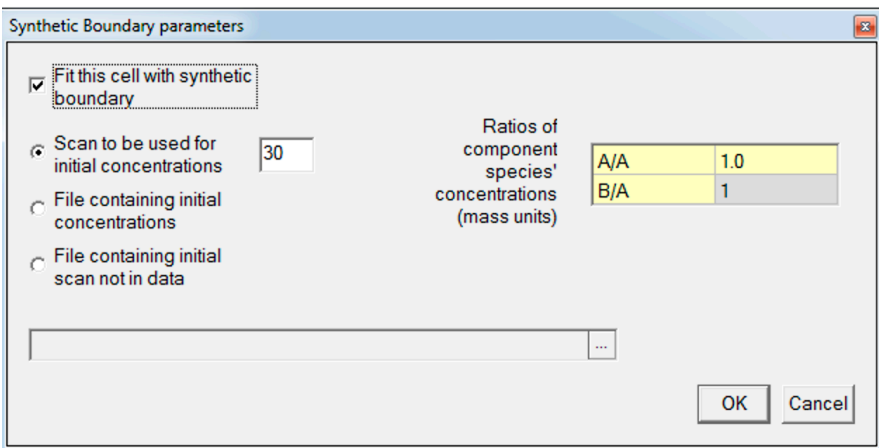 Synthetic Boundary parameters
Fit this cell with synthetic
boundary
Scan to be used for
initial concentrations
30
File containing initial
concentrations
File containing initial
scan not in data
Ratios of
component
species'
concentrations
(mass units)
A/A 1.0
B/A 1
...
OK Cancel